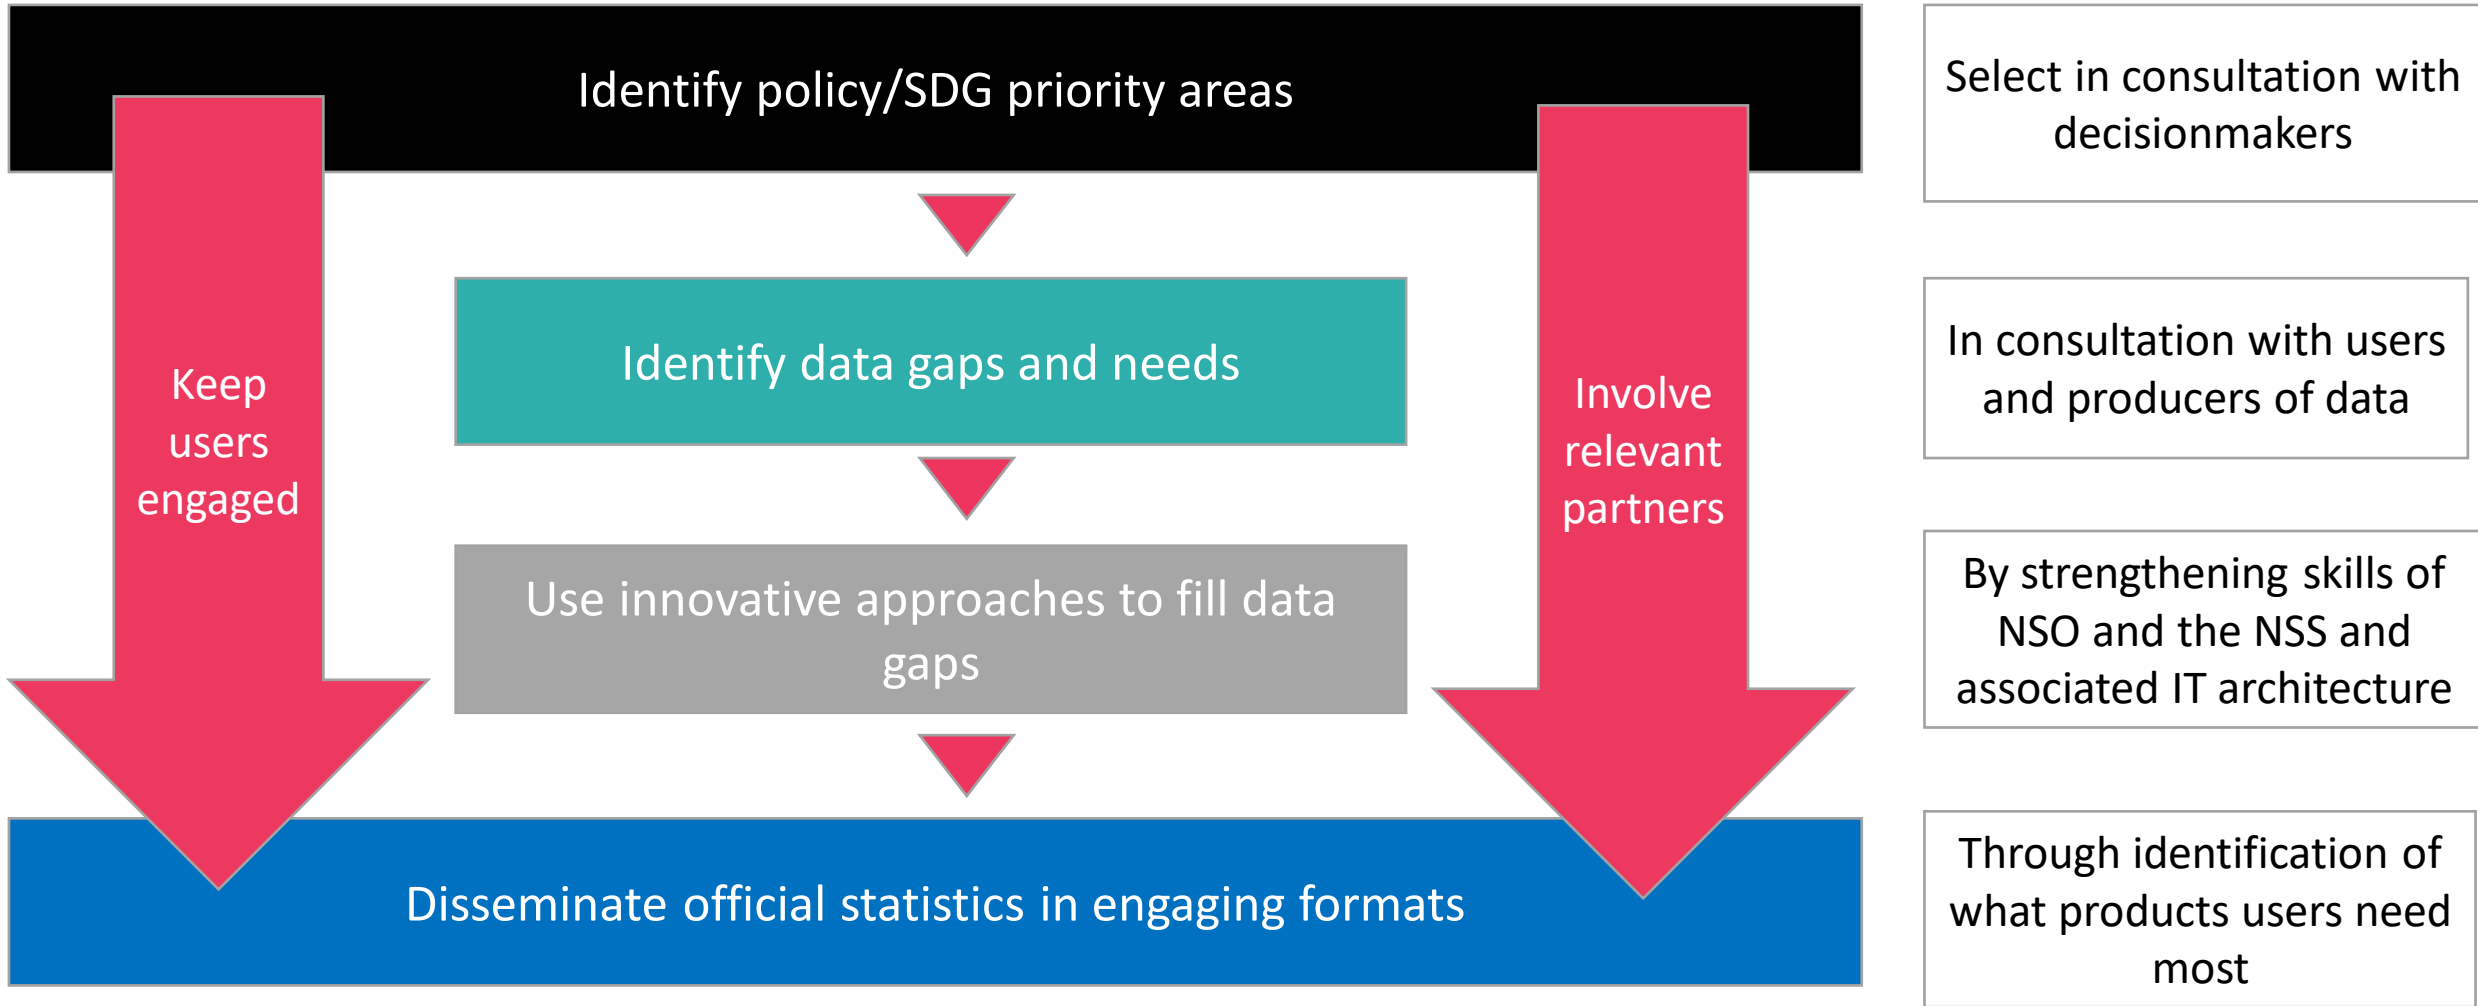 Identify policy/SDG priority areas
Select in consultation with
decisionmakers
Keep
users
engaged
Identify data gaps and needs
Involve
relevant
partners
In consultation with users
and producers of data
Use innovative approaches to fill data
gaps
By strengthening skills of
NSO and the NSS and
associated IT architecture
Disseminate official statistics in engaging formats
Through identification of
what products users need
most